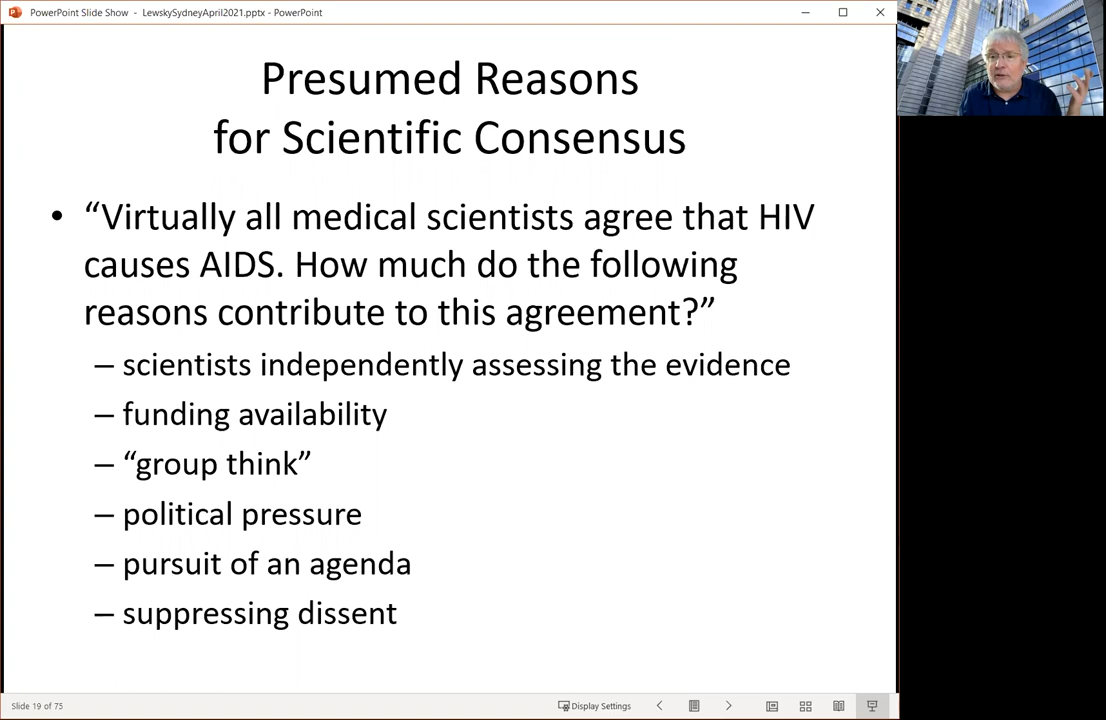 PowerPoint Slide Show - LewskySydneyApril2021.pptx - PowerPoint
Presumed Reasons
for Scientific Consensus
• “Virtually all medical scientists agree that HIV
causes AIDS. How much do the following
reasons contribute to this agreement?”
– scientists independently assessing the evidence
– funding availability
– “group think”
– political pressure
– pursuit of an agenda
– suppressing dissent
Slide 19 of 75
Display Settings